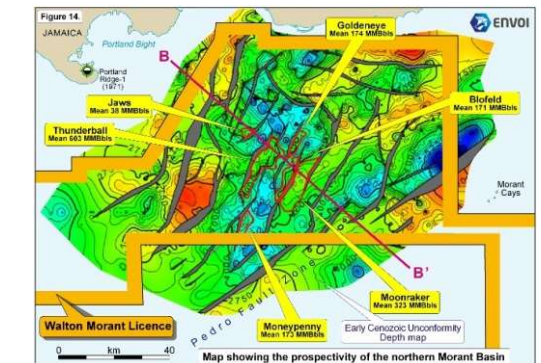 Figure 14.
JAMAICA
Portland Bight
Portland
Ridge-1
(1971)
Goldeneye
Mean 174 MMBbls
ENVOI
B
Jaws
Mean 38 MMBbls
Blofeld
Mean 171 MMBbls
Thunderball
Mean 603 MMBbls
Morant
Cays
B'
Moonraker
Mean 323 MMBbls
2750
Pedro Fault Zone
Walton Morant Licence
Moneypenny
Mean 173 MMBbls
Early Cenozoic Unconformity
Depth map
0 km 40
Map showing the prospectivity of the northern Morant Basin